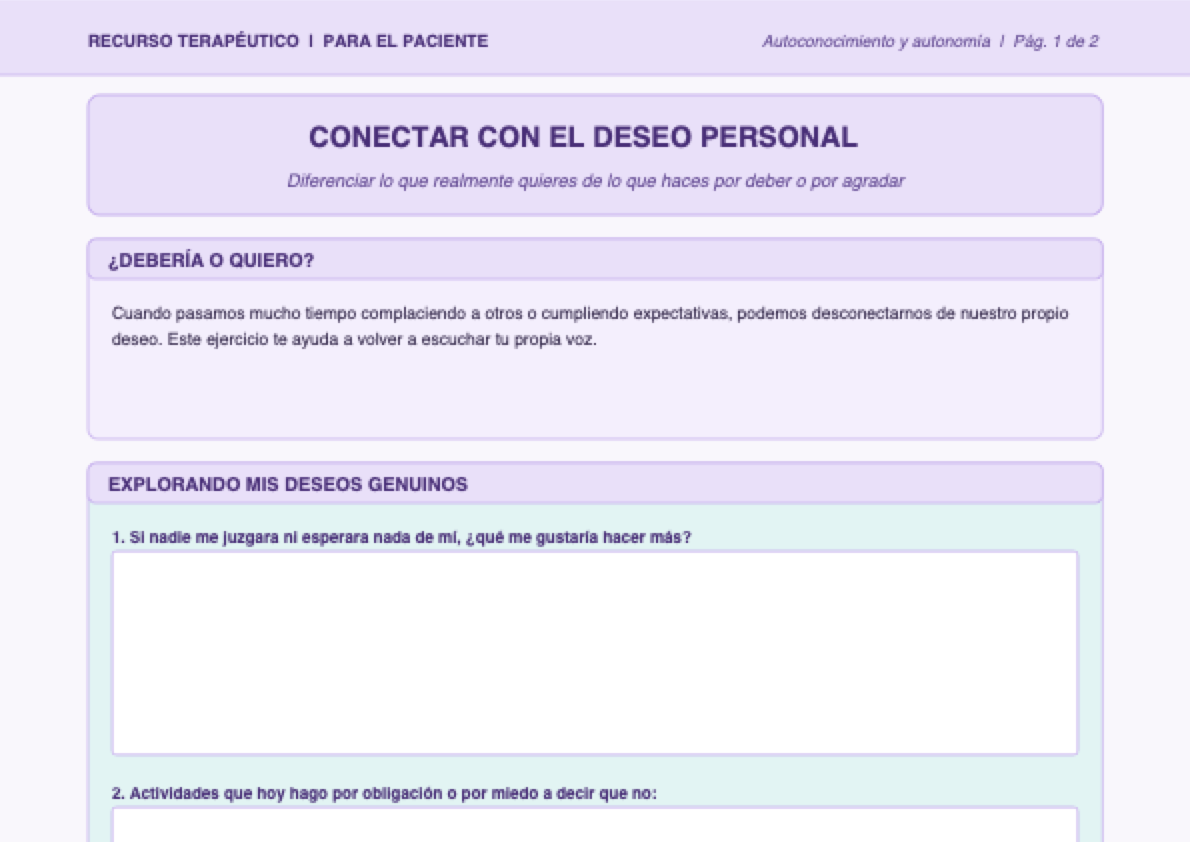 RECURSO TERAPÉUTICO | PARA EL PACIENTE
Autoconocimiento y autonomía | Pág. 1 de 2
CONECTAR CON EL DESEO PERSONAL
Diferenciar lo que realmente quieres de lo que haces por deber o por agradar
¿DEBERÍA O QUIERO?
Cuando pasamos mucho tiempo complaciendo a otros o cumpliendo expectativas, podemos desconectarnos de nuestro propio
deseo. Este ejercicio te ayuda a volver a escuchar tu propia voz.
EXPLORANDO MIS DESEOS GENUINOS
1. Si nadie me juzgara ni esperara nada de mí, ¿qué me gustaría hacer más?
2. Actividades que hoy hago por obligación o por miedo a decir que no: